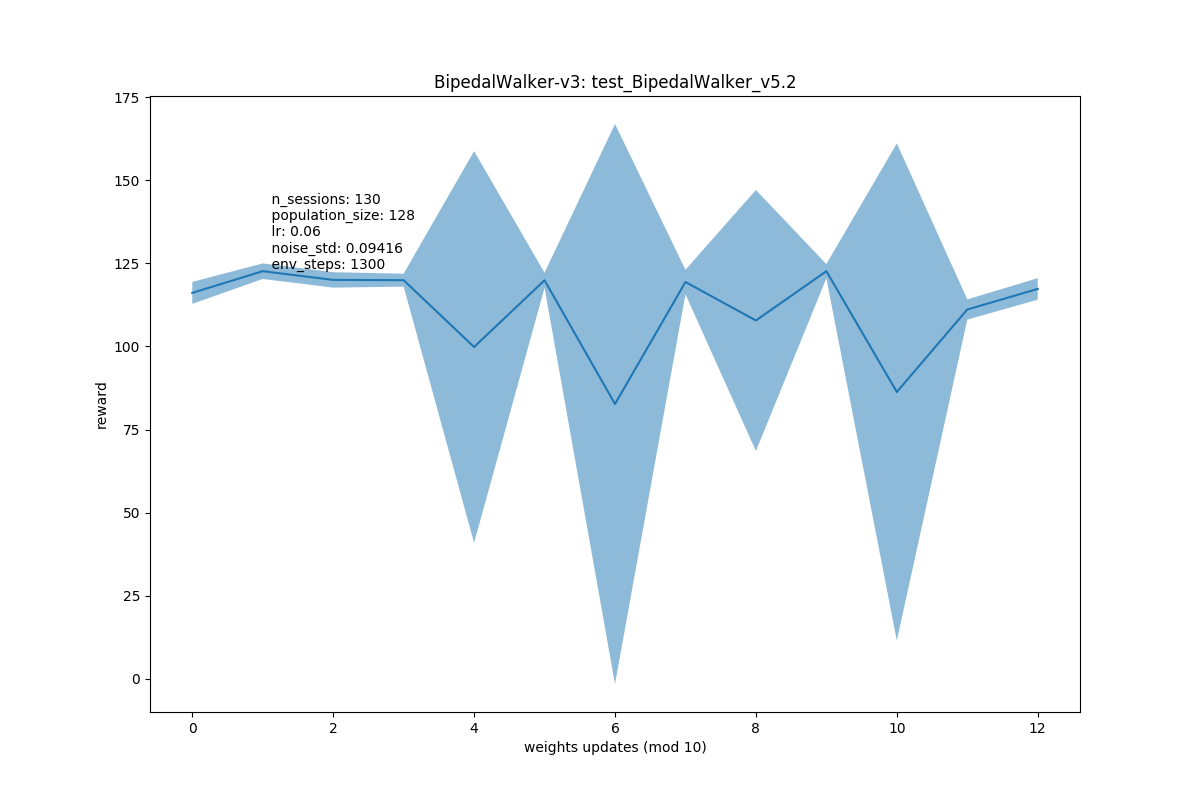 BipedalWalker-v3: test_BipedalWalker_v5.2
175
150
125
100
75
50
25
0
reward
n_sessions: 130
population_size: 128
lr: 0.06
noise_std: 0.09416
env_steps: 1300
0 2 4 6 8 10 12
weights updates (mod 10)